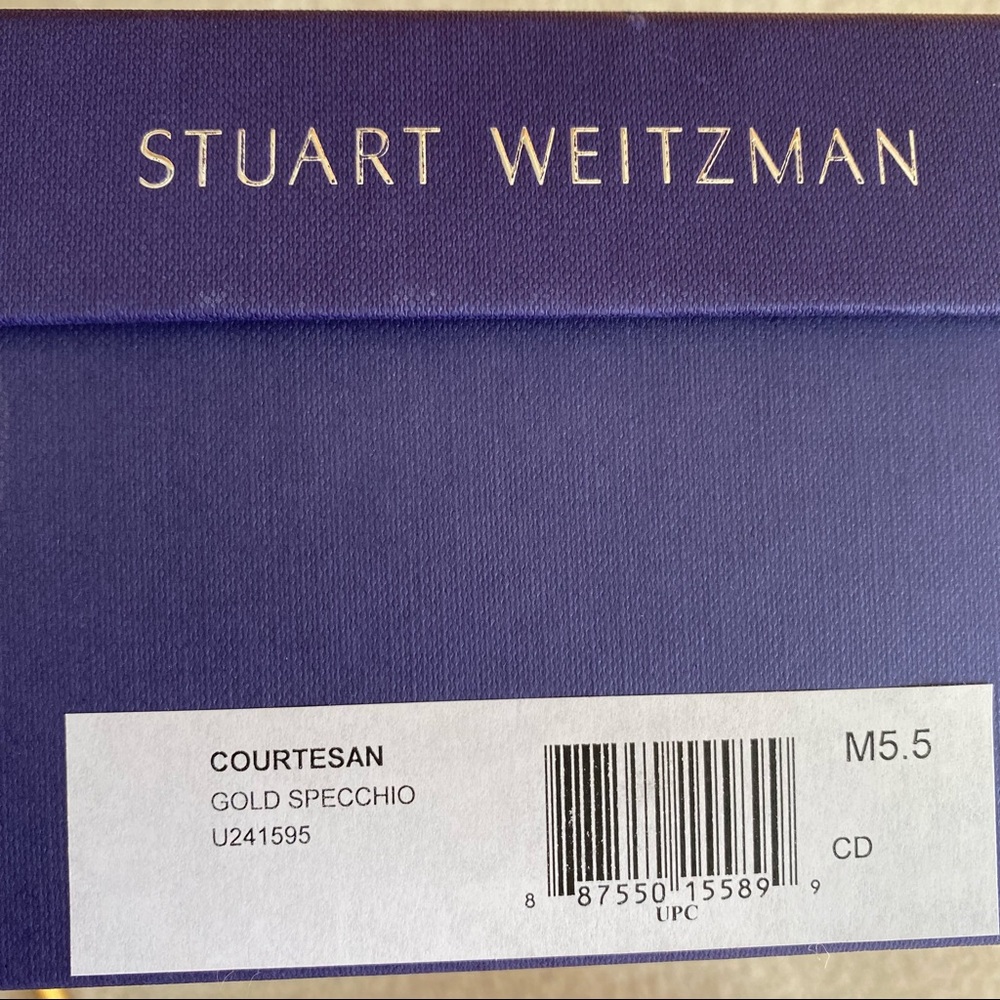 STUART WEITZMAN
COURTESAN
GOLD SPECCHIO
U241595
M5.5
CD
8 87550 15589 9
UPC